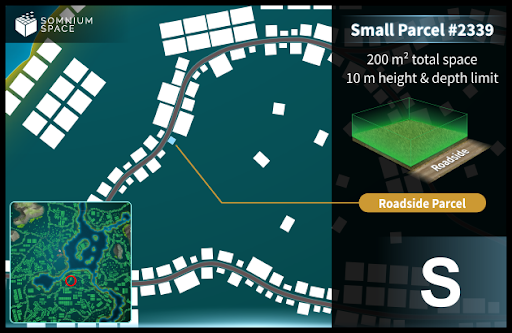 SOMNIUM
SPACE
Small Parcel #2339
200 m² total space
10 m height & depth limit
Roadside
Roadside Parcel
S